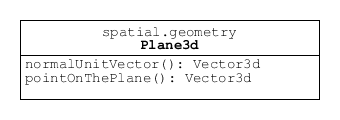 spatial.geometry
Plane3d
normalUnitVector(): Vector3d
pointOnThePlane(): Vector3d